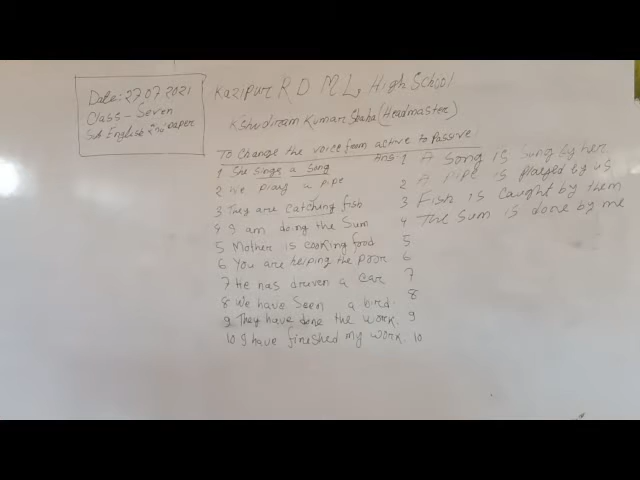 Date: 27.07.2021
Class - Seven
Sub English 2nd paper
Kazipur R D M L High School
Kshudiram Kumar Shaha (Headmaster)
To Change the voice from active to Passive
1 She sings a song
2 We play a pipe
3 They are catching fish
4 I am doing the Sum
5 Mother is cooking food
6 You are helping the poor
7 He has driven a car
8 We have seen a bird.
9 They have done the work.
10 I have finished my work.
Ans 1 A Song is sung by her
2 A Pipe is played by us
3 Fish is caught by them
4 The Sum is done by me
5
6
7
8
9
10